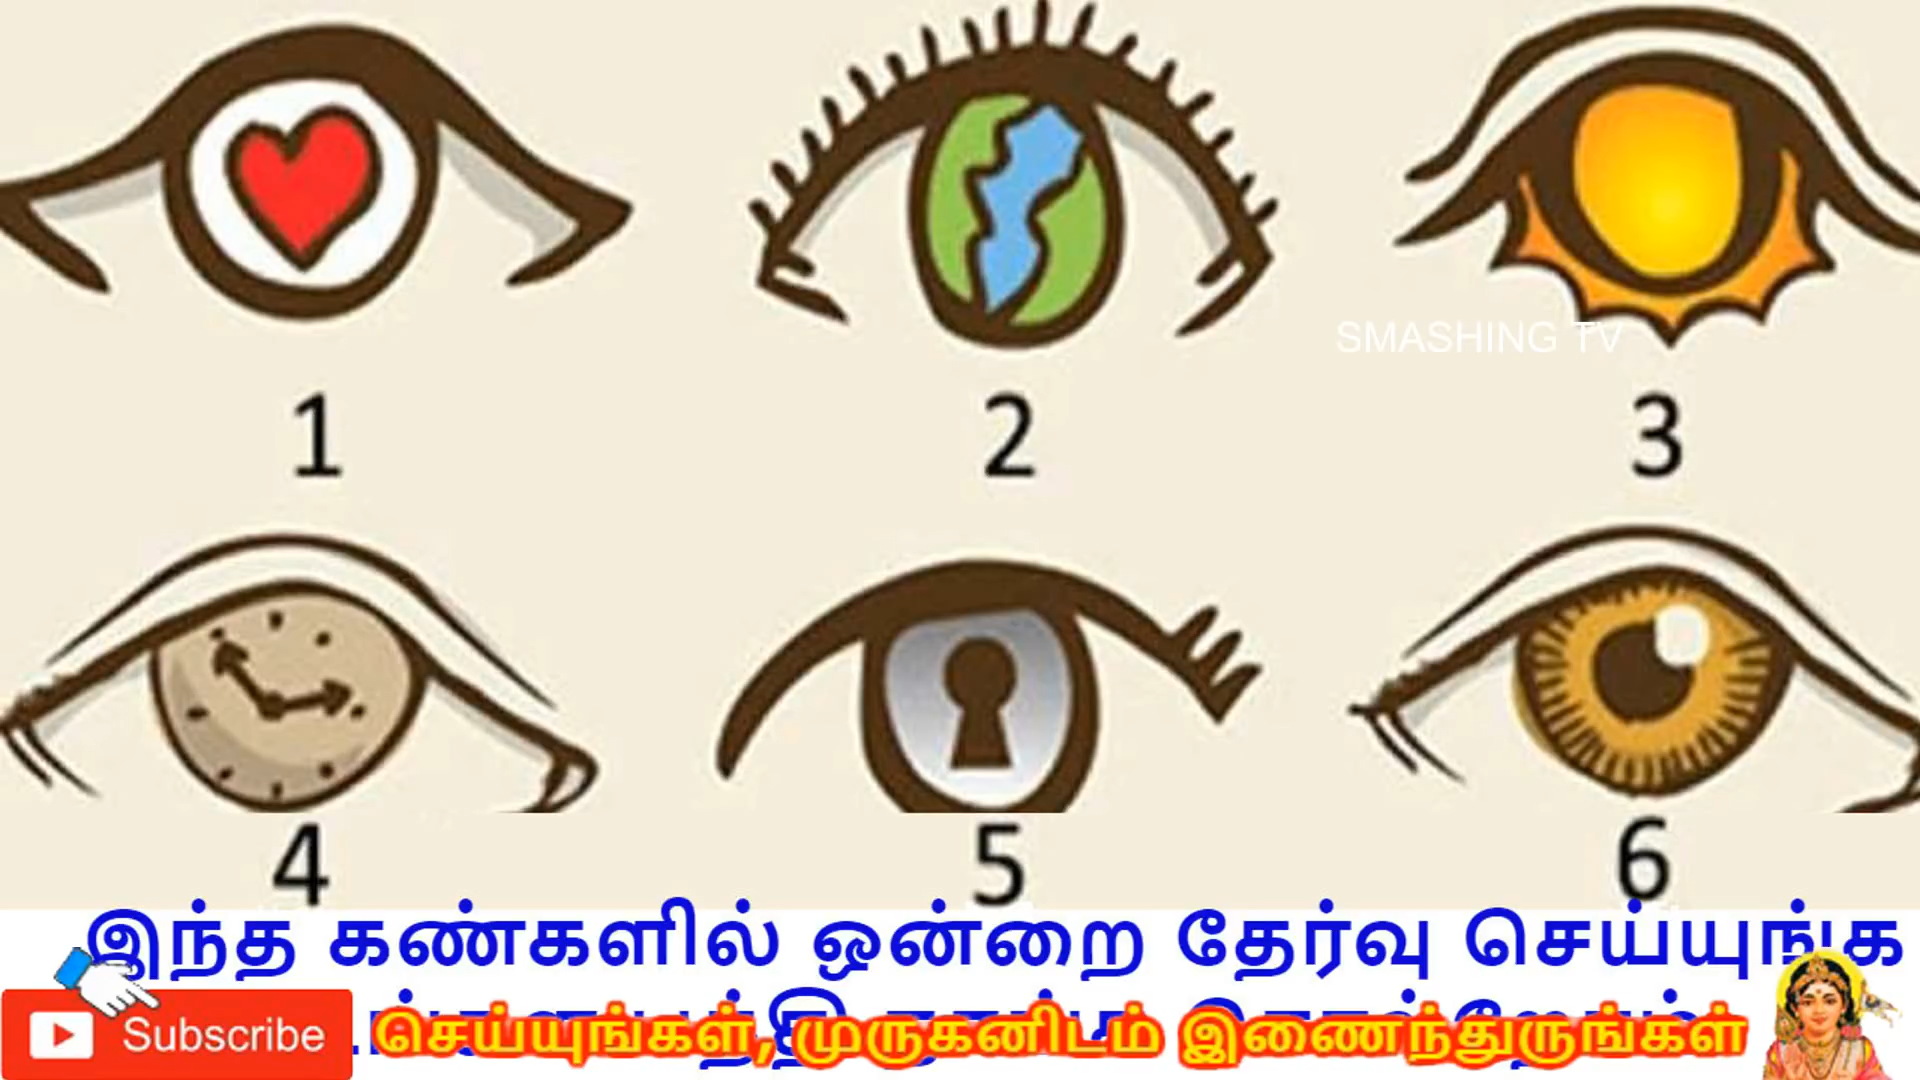 SMASHING TV
1 2 3
4 5 6
இந்த கண்களில் ஒன்றை தேர்வு செய்யுங்க
Subscribe செய்யுங்கள், முருகனிடம் இணைந்துருங்கள்